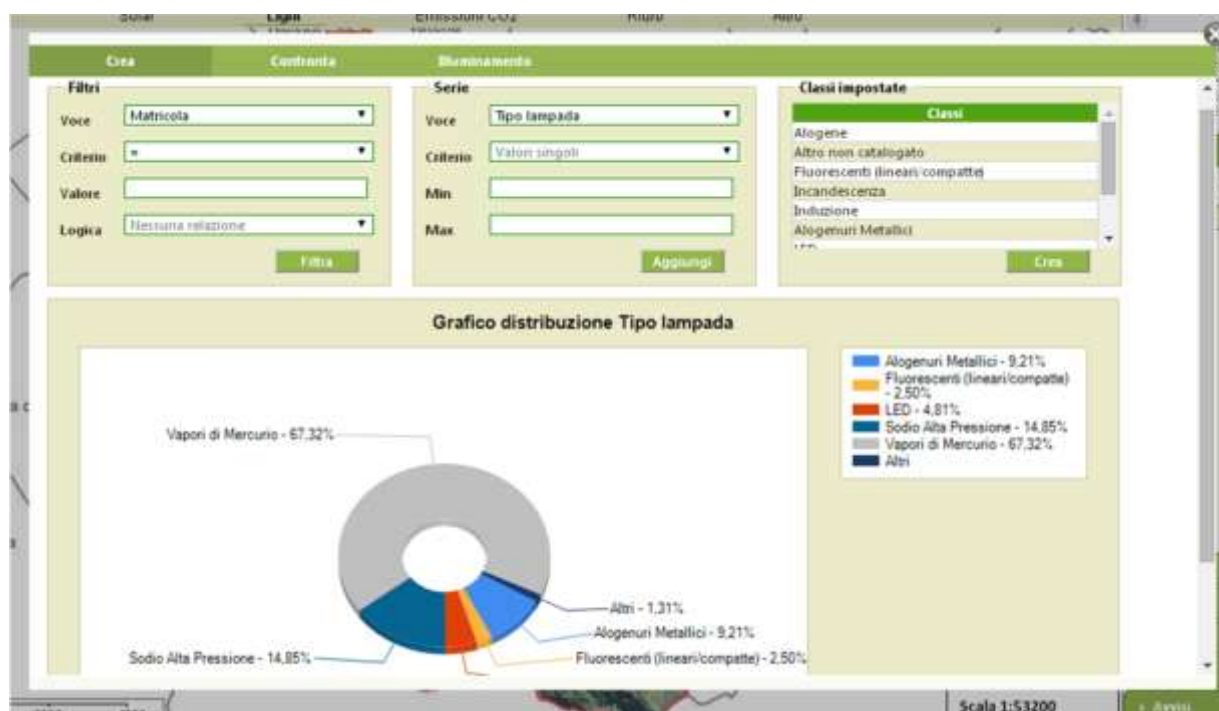 Solar Light Emissioni CO2 Rifiuti
Crea Confronta Illuminamento
Filtri
Voce Matricola
Criterio =
Valore
Logica Nessuna relazione
Filtra
Serie
Voce Tipo lampada
Criterio Valori singoli
Min
Max
Aggiungi
Classi impostate
Classi
Alogene
Altro non catalogato
Fluorescenti (lineari/compatte)
Incandescenza
Induzione
Alogenuri Metallici
LED
Crea
Grafico distribuzione Tipo lampada
Vapori di Mercurio - 67,32%
Altri - 1,31%
Alogenuri Metallici - 9,21%
Sodio Alta Pressione - 14,85%
Fluorescenti (lineari/compatte) - 2,50%
Alogenuri Metallici - 9,21%
Fluorescenti (lineari/compatte)
- 2,50%
LED - 4,81%
Sodio Alta Pressione - 14,85%
Vapori di Mercurio - 67,32%
Altri
Scala 1:53200
Avvisi